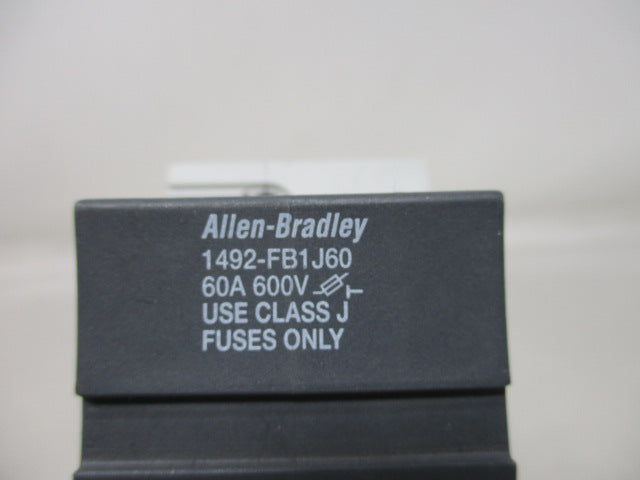 Allen-Bradley
1492-FB1J60
60A 600V
USE CLASS J
FUSES ONLY